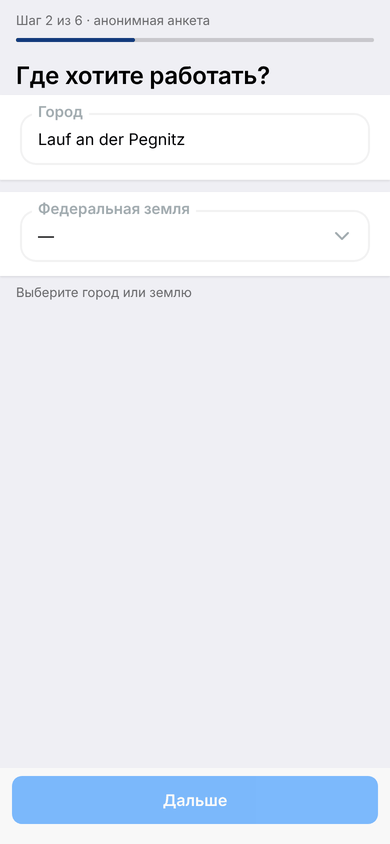 Шаг 2 из 6 · анонимная анкета
Где хотите работать?
Город
Lauf an der Pegnitz
Федеральная земля
—
Выберите город или землю
Дальше